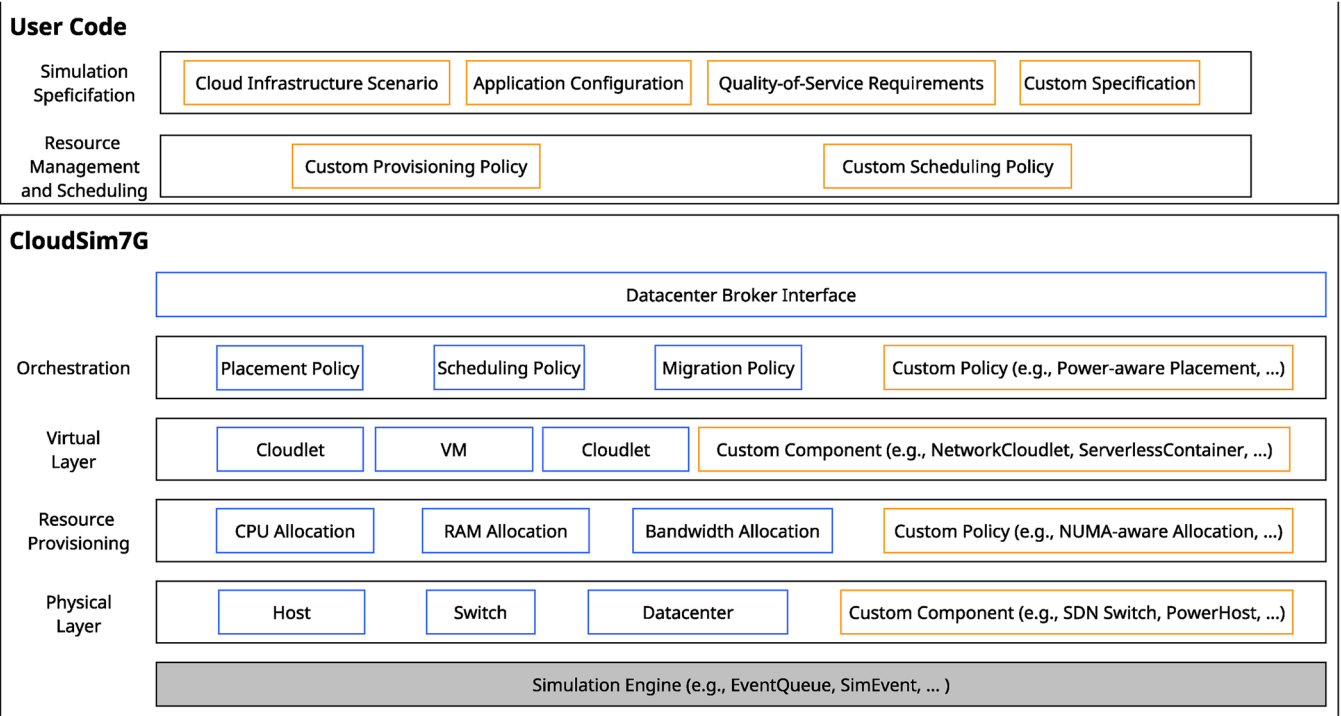 User Code
Simulation
Speficifation
Cloud Infrastructure Scenario
Application Configuration
Quality-of-Service Requirements
Custom Specification
Resource
Management
and Scheduling
Custom Provisioning Policy
Custom Scheduling Policy
CloudSim7G
Datacenter Broker Interface
Orchestration
Placement Policy
Scheduling Policy
Migration Policy
Custom Policy (e.g., Power-aware Placement, ...)
Virtual
Layer
Cloudlet
VM
Cloudlet
Custom Component (e.g., NetworkCloudlet, ServerlessContainer, ...)
Resource
Provisioning
CPU Allocation
RAM Allocation
Bandwidth Allocation
Custom Policy (e.g., NUMA-aware Allocation, ...)
Physical
Layer
Host
Switch
Datacenter
Custom Component (e.g., SDN Switch, PowerHost, ...)
Simulation Engine (e.g., EventQueue, SimEvent, ... )